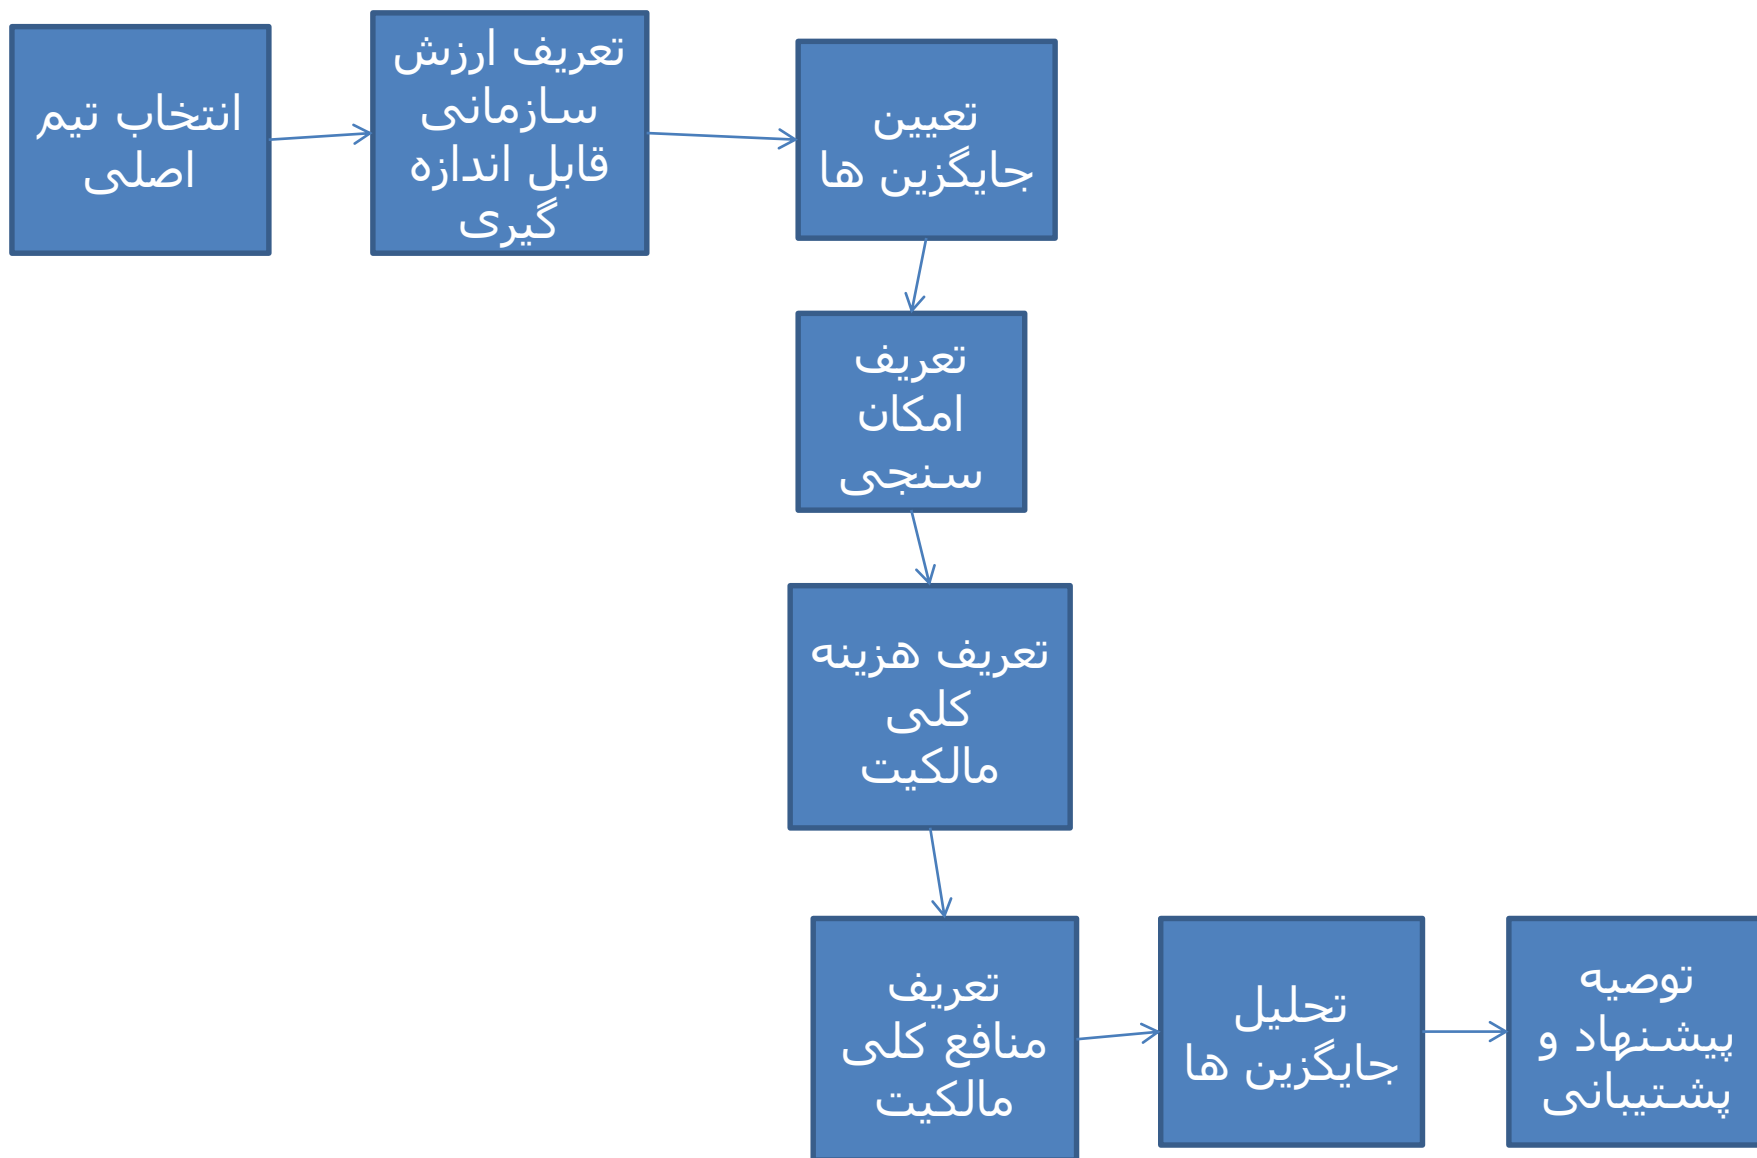 انتخاب تیم
اصلی
تعریف ارزش
سازمانی
قابل اندازه
گیری
تعیین
جایگزین ها
تعریف
امکان
سنجی
تعریف هزینه
کلی
مالکیت
تعریف
منافع کلی
مالکیت
تحلیل
جایگزین ها
توصیه
پیشنهاد و
پشتیبانی